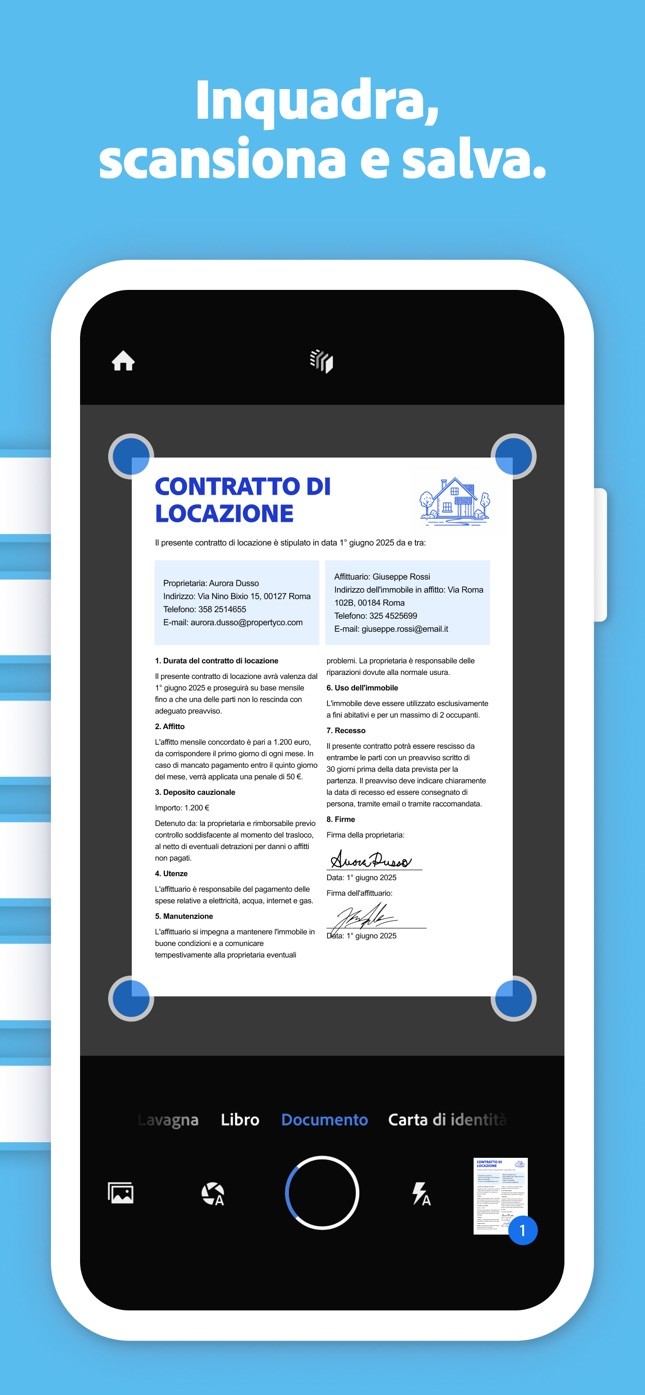 Inquadra,
scansiona e salva.
CONTRATTO DI
LOCAZIONE
Il presente contratto di locazione è stipulato in data 1° giugno 2025 da e tra:
Proprietaria: Aurora Dusso
Indirizzo: Via Nino Bixio 15, 00127 Roma
Telefono: 358 2514655
E-mail: aurora.dusso@propertyco.com
Affittuario: Giuseppe Rossi
Indirizzo dell'immobile in affitto: Via Roma
102B, 00184 Roma
Telefono: 325 4525699
E-mail: giuseppe.rossi@email.it
1. Durata del contratto di locazione
Il presente contratto di locazione avrà valenza dal
1° giugno 2025 e proseguirà su base mensile
fino a che una delle parti non lo rescinda con
adeguato preavviso.
2. Affitto
L'affitto mensile concordato è pari a 1.200 euro,
da corrispondere il primo giorno di ogni mese. In
caso di mancato pagamento entro il quinto giorno
del mese, verrà applicata una penale di 50 €.
3. Deposito cauzionale
Importo: 1.200 €
Detenuto da: la proprietaria e rimborsabile previo
controllo soddisfacente al momento del trasloco,
al netto di eventuali detrazioni per danni o affitti
non pagati.
4. Utenze
L'affittuario è responsabile del pagamento delle
spese relative a elettricità, acqua, internet e gas.
5. Manutenzione
L'affittuario si impegna a mantenere l'immobile in
buone condizioni e a comunicare
tempestivamente alla proprietaria eventuali
problemi. La proprietaria è responsabile delle
riparazioni dovute alla normale usura.
6. Uso dell'immobile
L'immobile deve essere utilizzato esclusivamente
a fini abitativi e per un massimo di 2 occupanti.
7. Recesso
Il presente contratto potrà essere rescisso da
entrambe le parti con un preavviso scritto di
30 giorni prima della data prevista per la
partenza. Il preavviso deve indicare chiaramente
la data di recesso ed essere consegnato di
persona, tramite email o tramite raccomandata.
8. Firme
Firma della proprietaria:
Data: 1° giugno 2025
Firma dell'affittuario:
Data: 1° giugno 2025
Lavagna Libro Documento Carta di identità
A
A
1